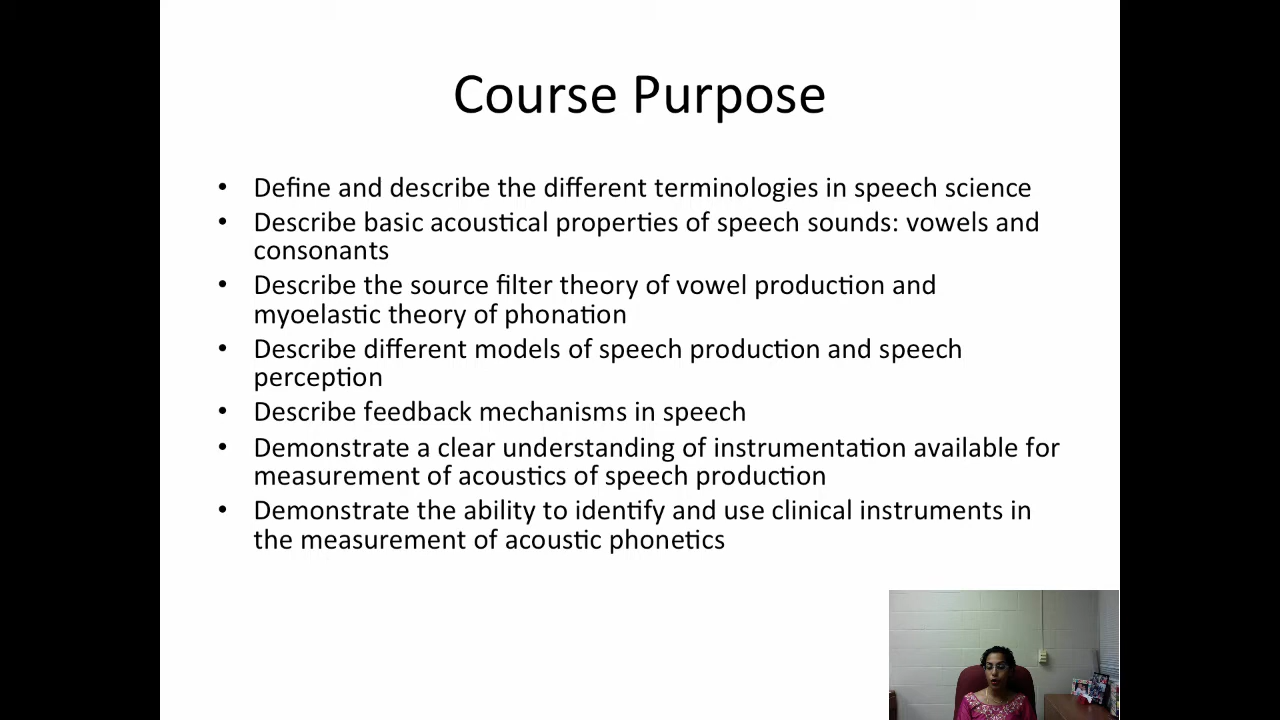 Course Purpose
• Define and describe the different terminologies in speech science
• Describe basic acoustical properties of speech sounds: vowels and
consonants
• Describe the source filter theory of vowel production and
myoelastic theory of phonation
• Describe different models of speech production and speech
perception
• Describe feedback mechanisms in speech
• Demonstrate a clear understanding of instrumentation available for
measurement of acoustics of speech production
• Demonstrate the ability to identify and use clinical instruments in
the measurement of acoustic phonetics